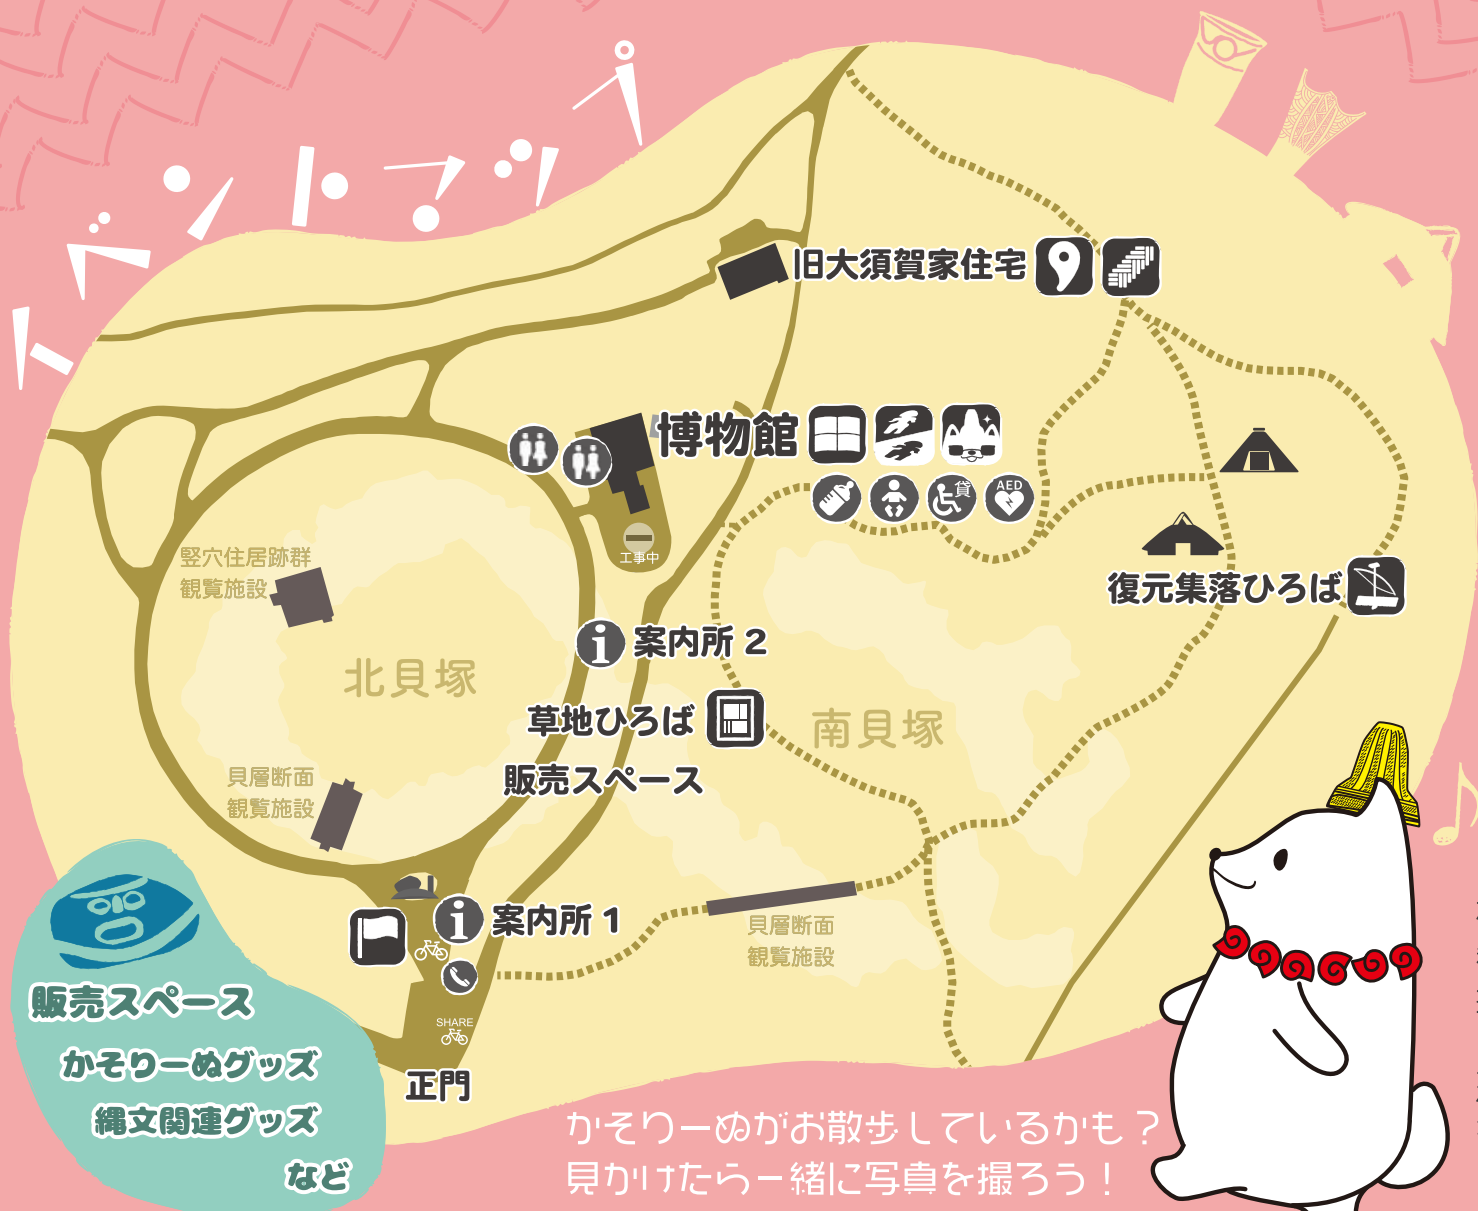 イベントマップ
旧大須賀家住宅
博物館
貸
AED
工事中
竪穴住居跡群
観覧施設
復元集落ひろば
案内所 2
北貝塚
草地ひろば
南貝塚
販売スペース
貝層断面
観覧施設
案内所 1
貝層断面
観覧施設
SHARE
正門
販売スペース
かそりーぬグッズ
縄文関連グッズ
など
かそりーぬがお散歩しているかも？
見かけたら一緒に写真を撮ろう！